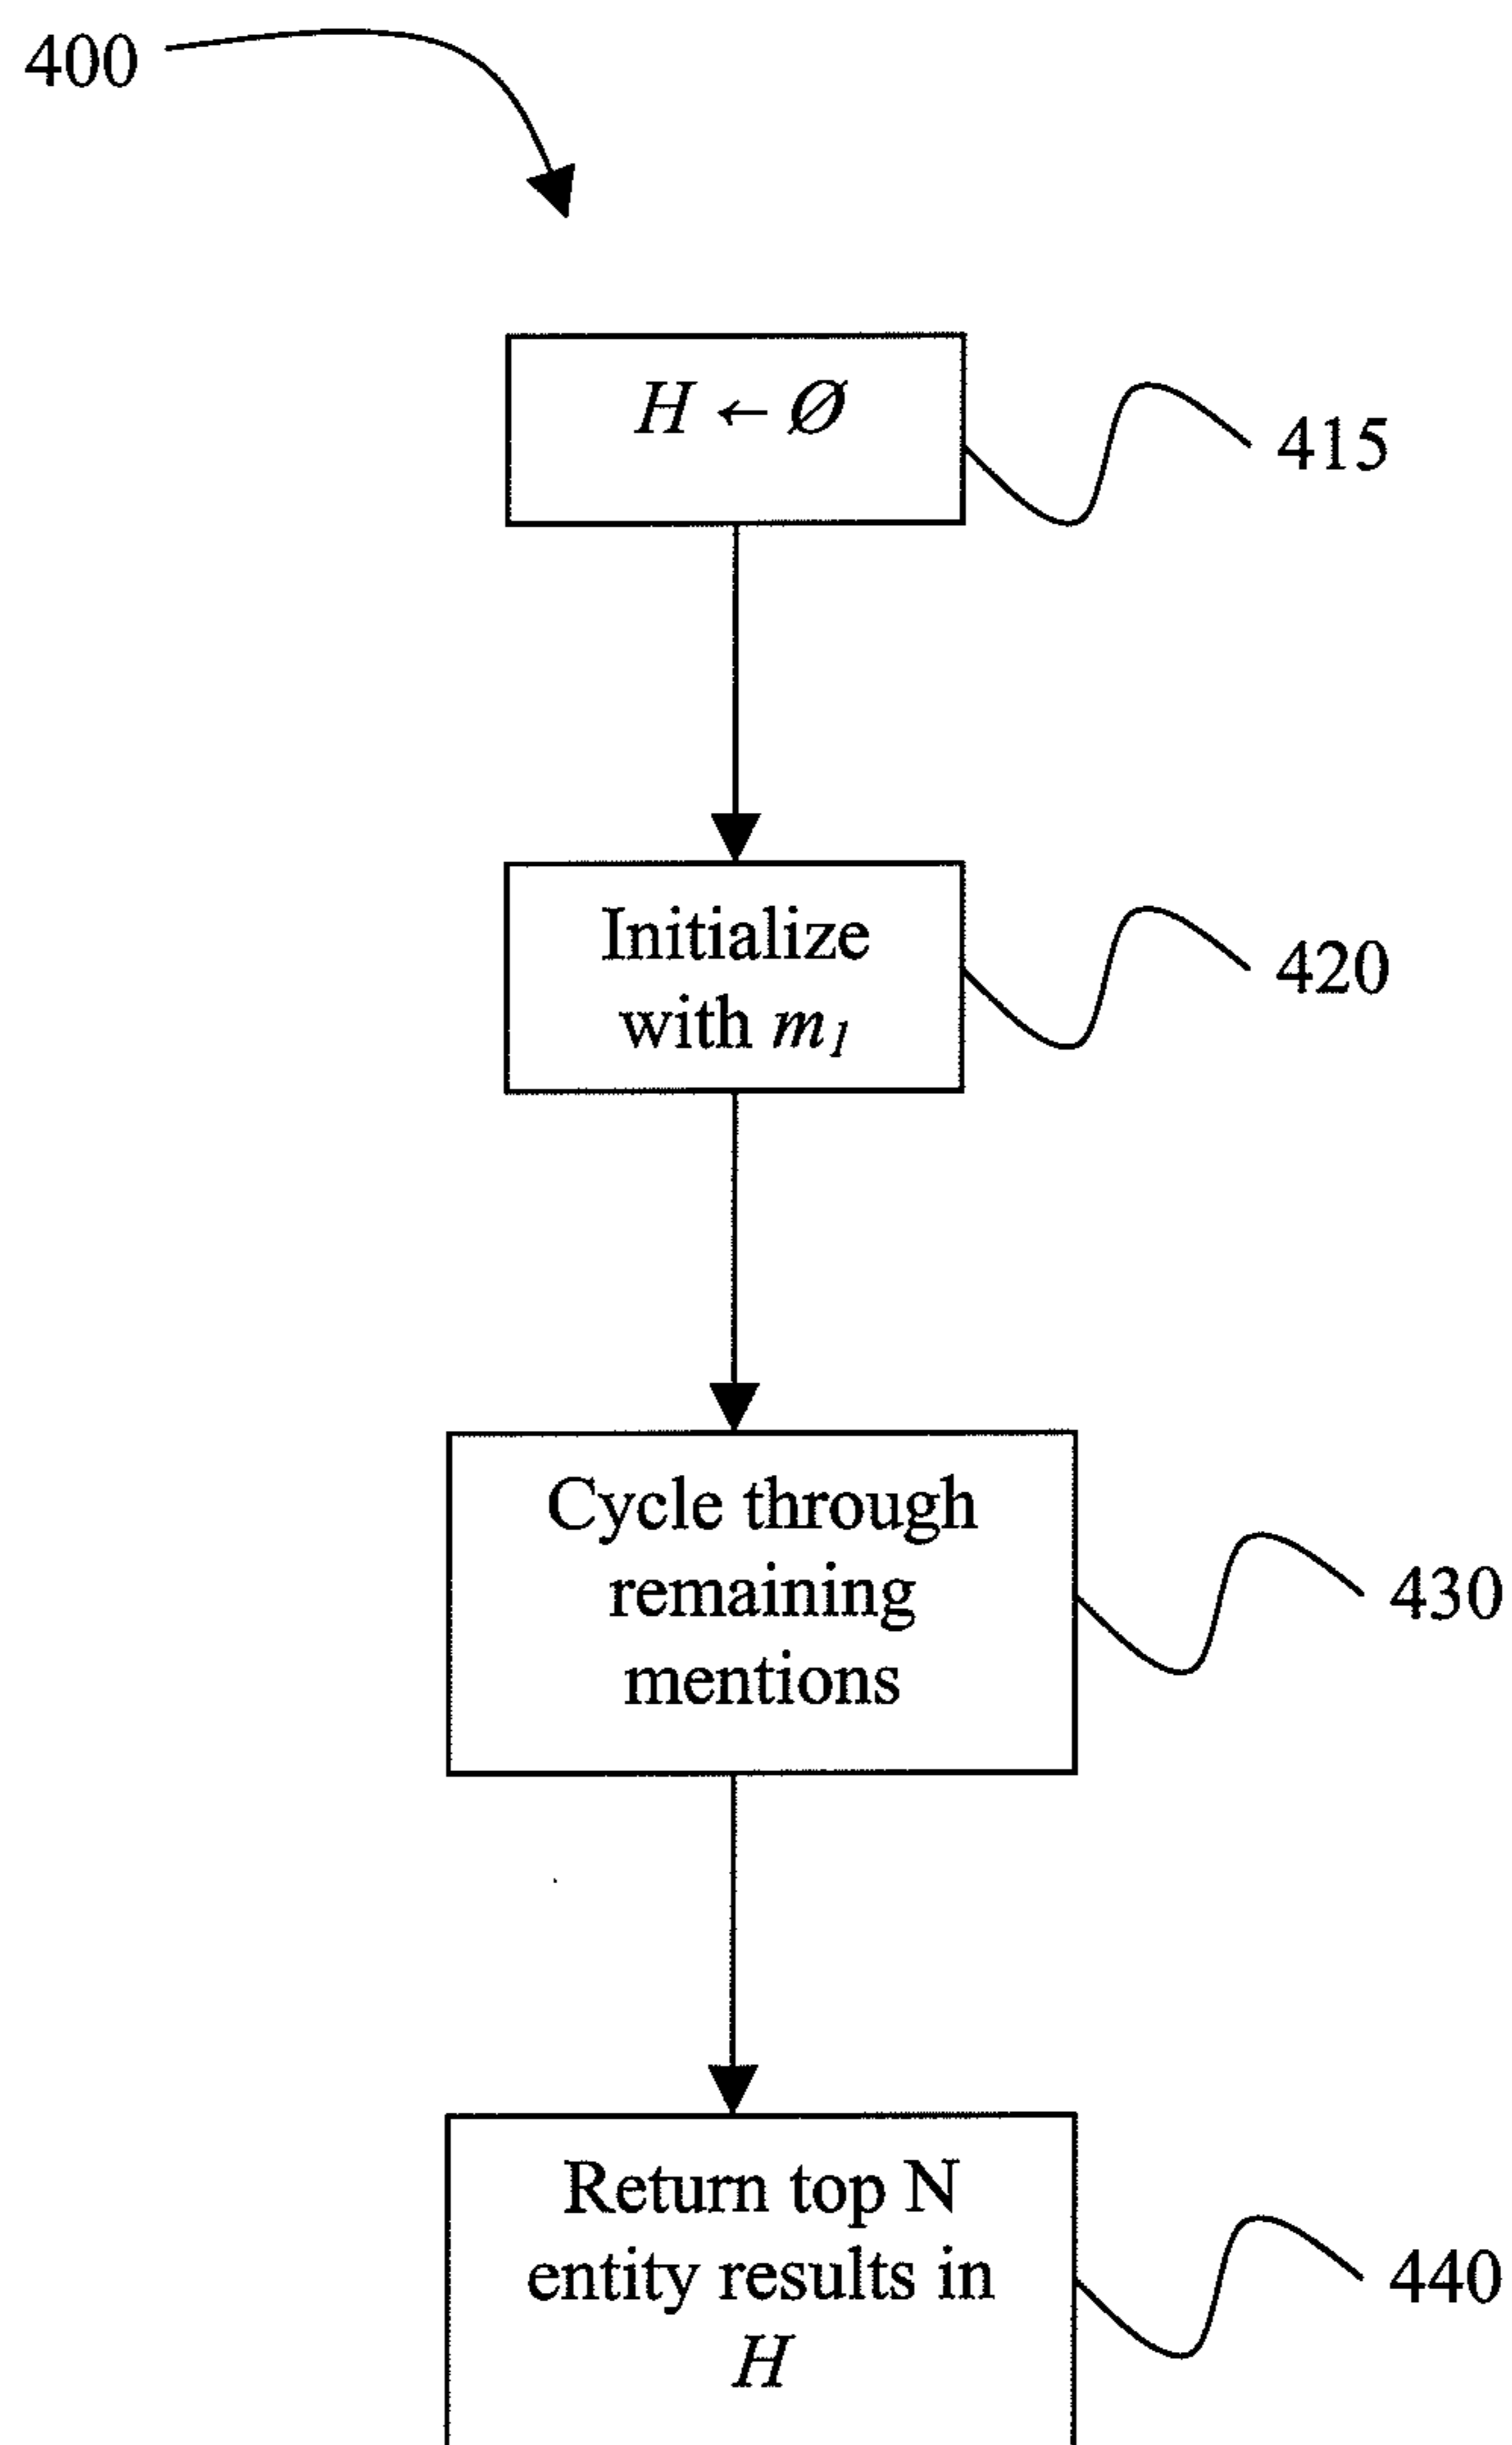 400
H ← Ø
415
Initialize
with m1
420
Cycle through
remaining
mentions
430
Return top N
entity results in
H
440